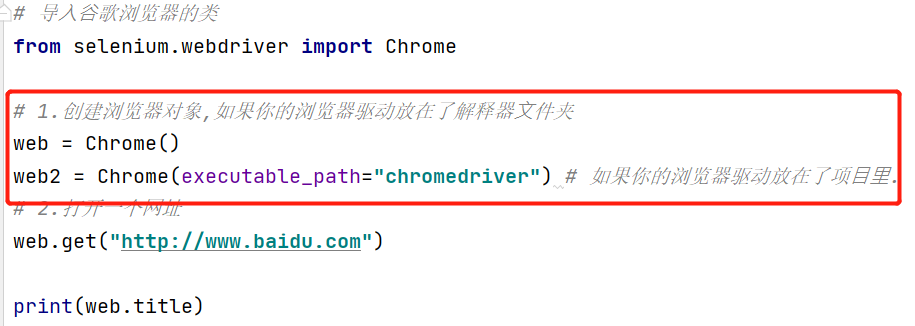 # 导入谷歌浏览器的类
from selenium.webdriver import Chrome
# 1.创建浏览器对象,如果你的浏览器驱动放在了解释器文件夹
web = Chrome()
web2 = Chrome(executable_path="chromedriver") # 如果你的浏览器驱动放在了项目里.
# 2.打开一个网址
web.get("http://www.baidu.com")
print(web.title)